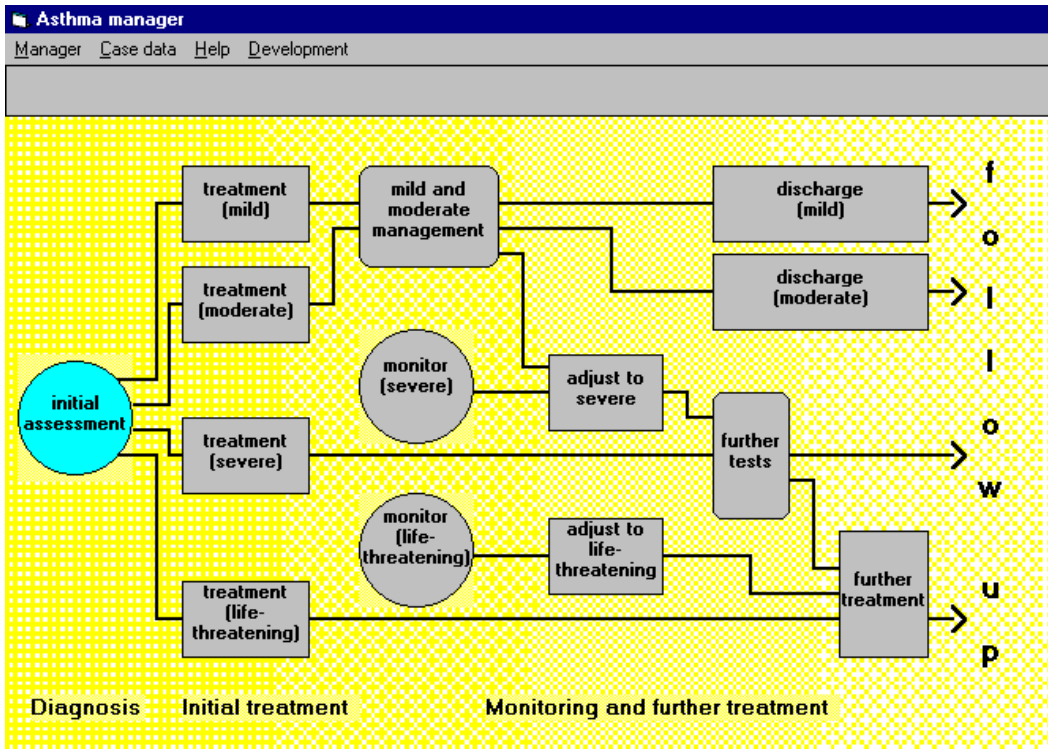 Asthma manager
Manager Case data Help Development
treatment
(mild)
mild and
moderate
management
discharge
(mild)
treatment
(moderate)
discharge
(moderate)
monitor
(severe)
adjust to
severe
initial
assessment
treatment
(severe)
further
tests
monitor
(life-
threatening)
adjust to
life-
threatening
treatment
(life-
threatening)
further
treatment
f
o
l
l
o
w
u
p
Diagnosis
Initial treatment
Monitoring and further treatment